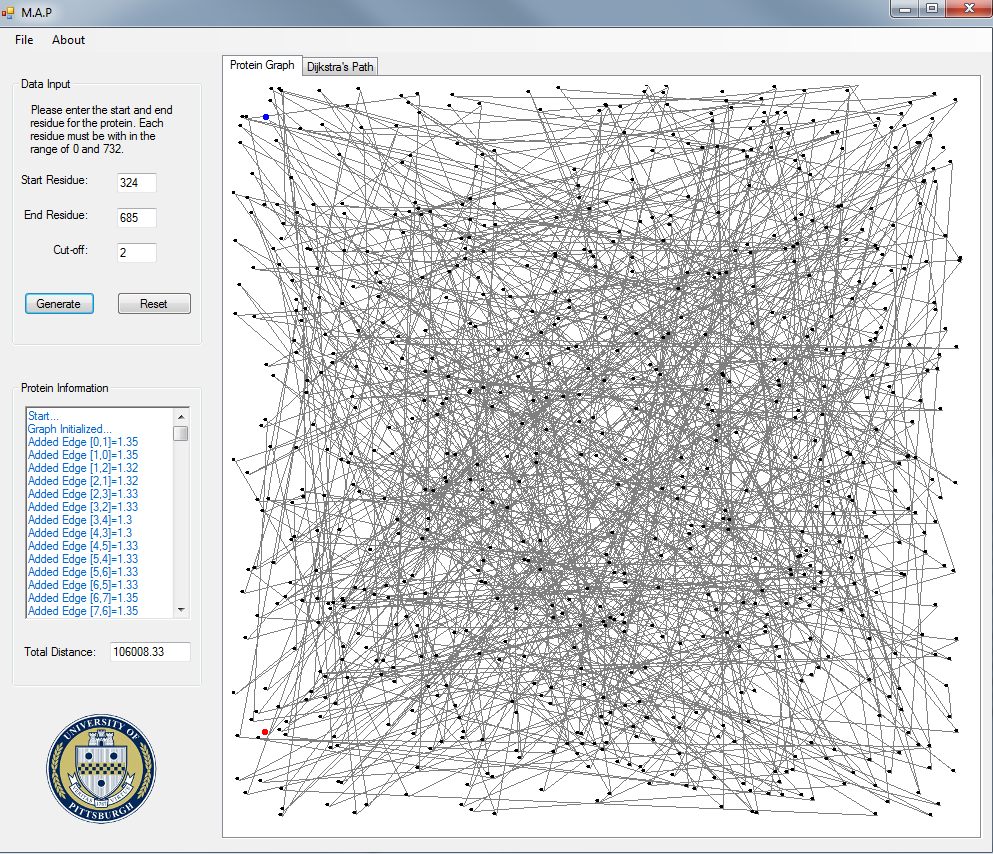 M.A.P
File About
Protein Graph
Dijkstra's Path
Data Input
Please enter the start and end
residue for the protein. Each
residue must be with in the
range of 0 and 732.
Start Residue: 324
End Residue: 685
Cut-off: 2
Generate Reset
Protein Information
Start...
Graph Initialized...
Added Edge [0,1]=1.35
Added Edge [1,0]=1.35
Added Edge [1,2]=1.32
Added Edge [2,1]=1.32
Added Edge [2,3]=1.33
Added Edge [3,2]=1.33
Added Edge [3,4]=1.3
Added Edge [4,3]=1.3
Added Edge [4,5]=1.33
Added Edge [5,4]=1.33
Added Edge [5,6]=1.33
Added Edge [6,5]=1.33
Added Edge [6,7]=1.35
Added Edge [7,6]=1.35
Total Distance: 106008.33
UNIVERSITY OF
PITTSBURGH
1787